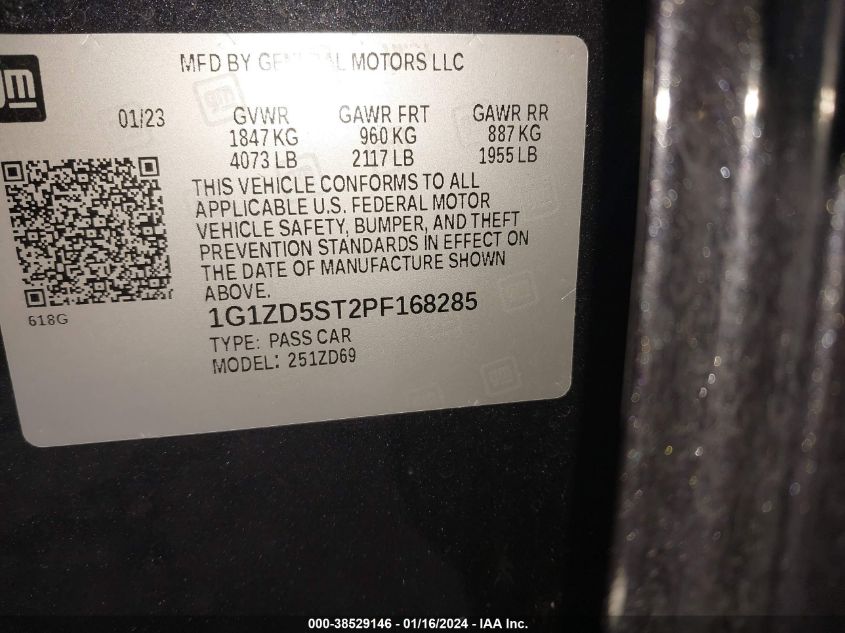 gm
MFD BY GENERAL MOTORS LLC
01/23 GVWR GAWR FRT GAWR RR
1847 KG 960 KG 887 KG
4073 LB 2117 LB 1955 LB
THIS VEHICLE CONFORMS TO ALL
APPLICABLE U.S. FEDERAL MOTOR
VEHICLE SAFETY, BUMPER, AND THEFT
PREVENTION STANDARDS IN EFFECT ON
THE DATE OF MANUFACTURE SHOWN
ABOVE.
618G
1G1ZD5ST2PF168285
TYPE: PASS CAR
MODEL: 251ZD69
000-38529146 - 01/16/2024 - IAA Inc.